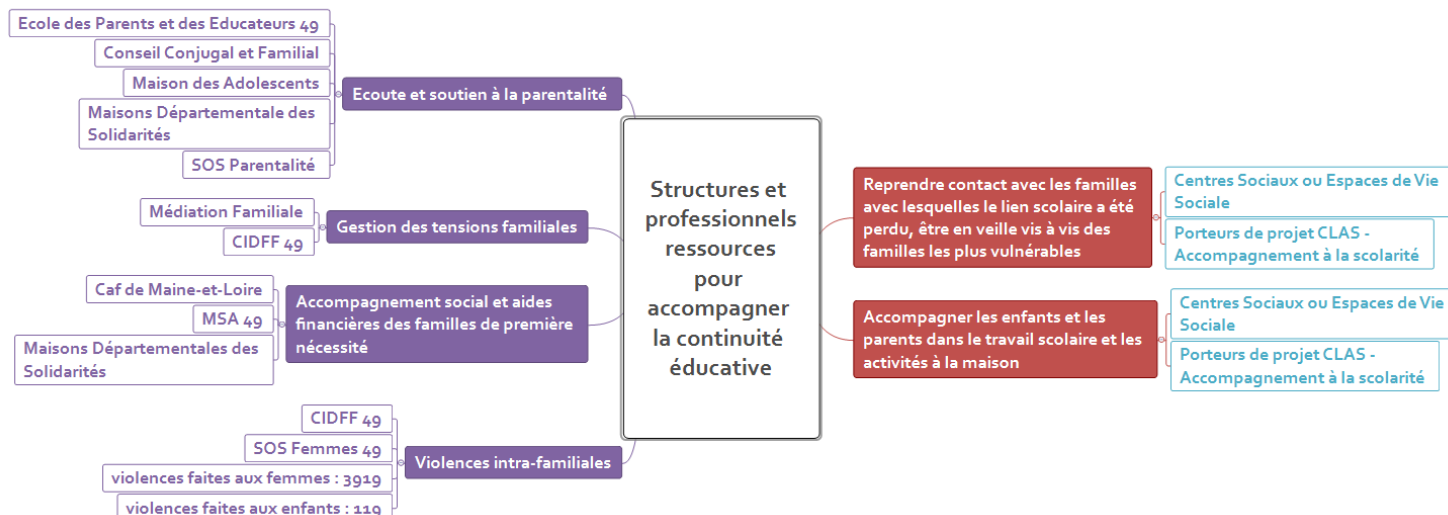 Ecole des Parents et des Educateurs 49
Conseil Conjugal et Familial
Maison des Adolescents
Maisons Départementale des
Solidarités
SOS Parentalité
Ecoute et soutien à la parentalité
Médiation Familiale
CIDFF 49
Gestion des tensions familiales
Caf de Maine-et-Loire
MSA 49
Maisons Départementales des
Solidarités
Accompagnement social et aides
financières des familles de première
nécessité
CIDFF 49
SOS Femmes 49
violences faites aux femmes : 3919
violences faites aux enfants : 119
Violences intra-familiales
Structures et
professionnels
ressources
pour
accompagner
la continuité
éducative
Reprendre contact avec les familles
avec lesquelles le lien scolaire a été
perdu, être en veille vis à vis des
familles les plus vulnérables
Centres Sociaux ou Espaces de Vie
Sociale
Porteurs de projet CLAS -
Accompagnement à la scolarité
Accompagner les enfants et les
parents dans le travail scolaire et les
activités à la maison
Centres Sociaux ou Espaces de Vie
Sociale
Porteurs de projet CLAS -
Accompagnement à la scolarité